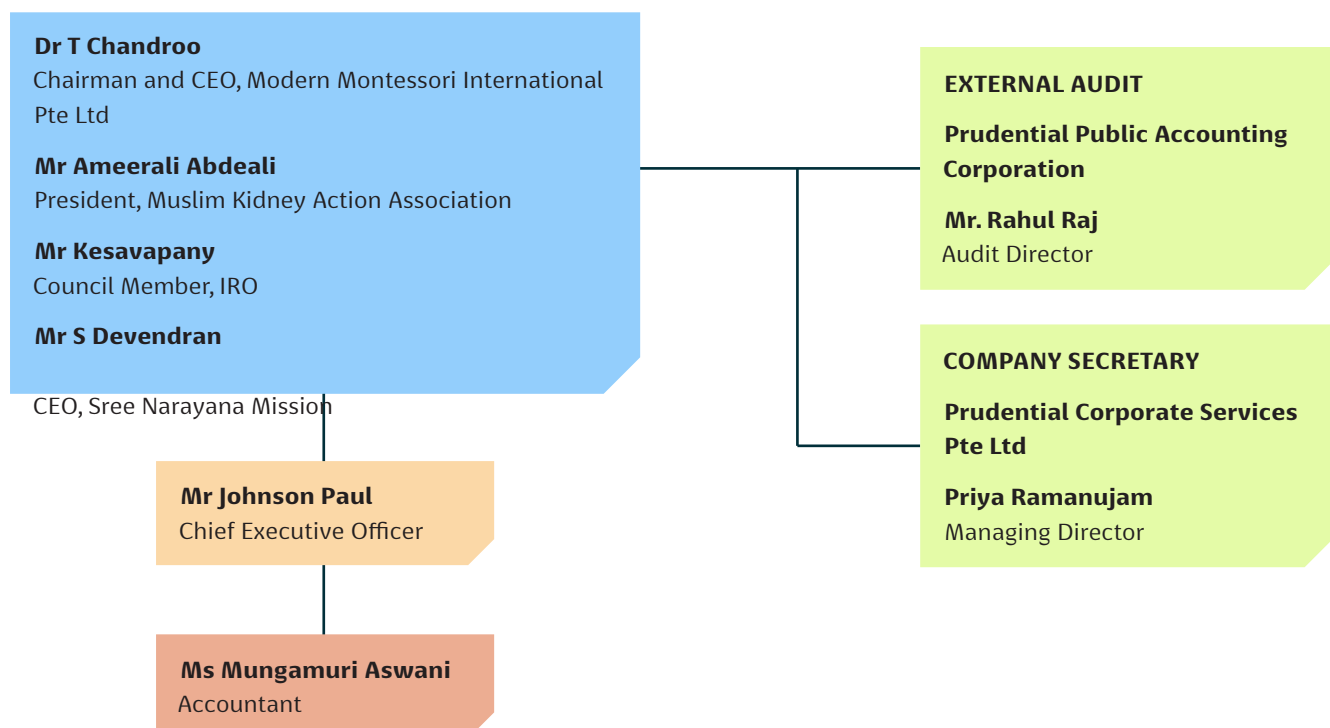 Dr T Chandroo
Chairman and CEO, Modern Montessori International
Pte Ltd
Mr Ameerali Abdeali
President, Muslim Kidney Action Association
Mr Kesavapany
Council Member, IRO
Mr S Devendran
CEO, Sree Narayana Mission
EXTERNAL AUDIT
Prudential Public Accounting
Corporation
Mr. Rahul Raj
Audit Director
COMPANY SECRETARY
Prudential Corporate Services
Pte Ltd
Priya Ramanujam
Managing Director
Mr Johnson Paul
Chief Executive Officer
Ms Mungamuri Aswani
Accountant